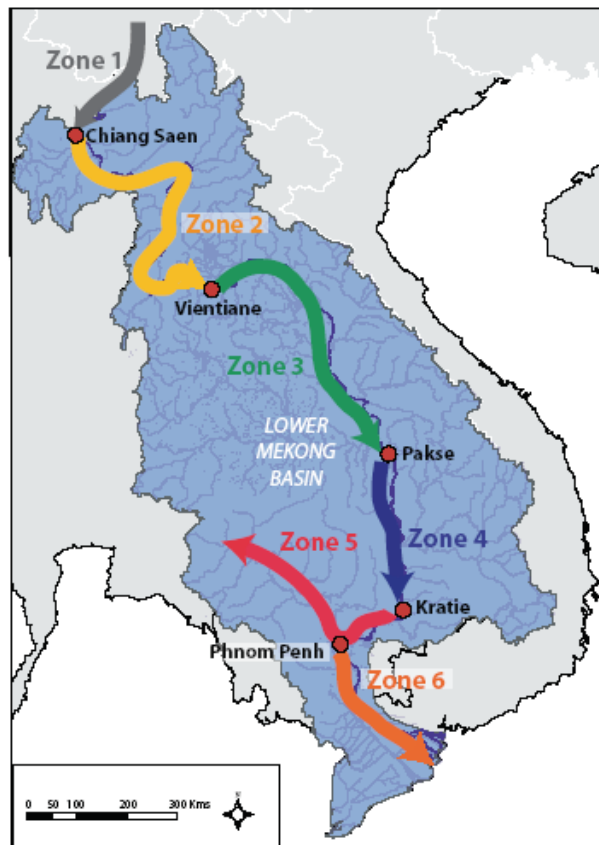 Zone 1
Chiang Saen
Zone 2
Vientiane
Zone 3
LOWER
MEKONG
BASIN
Pakse
Zone 5
Zone 4
Kratie
Phnom Penh
Zone 6
0 50 100 200 300 Kms